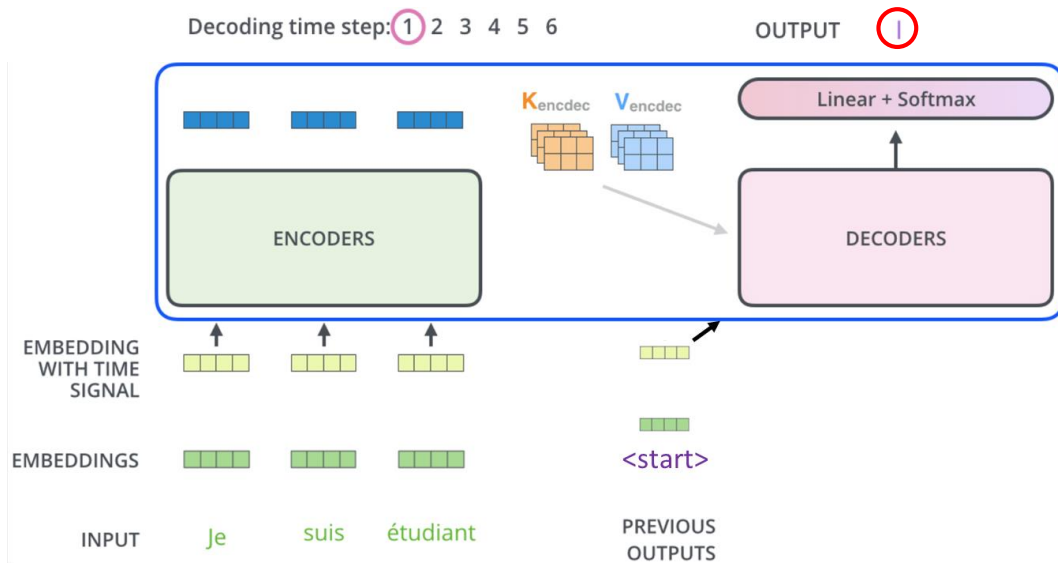 Decoding time step: 1 2 3 4 5 6
OUTPUT I
Kencdec
Vencdec
Linear + Softmax
ENCODERS
DECODERS
EMBEDDING
WITH TIME
SIGNAL
EMBEDDINGS
<start>
INPUT
Je
suis
étudiant
PREVIOUS
OUTPUTS